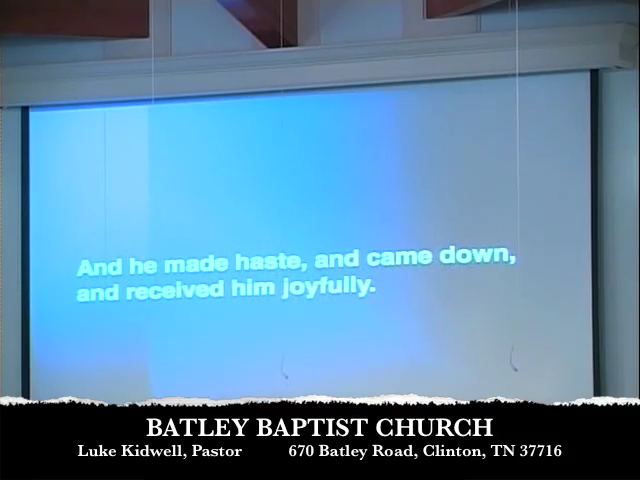 And he made haste, and came down,
and received him joyfully.
BATLEY BAPTIST CHURCH
Luke Kidwell, Pastor 670 Batley Road, Clinton, TN 37716